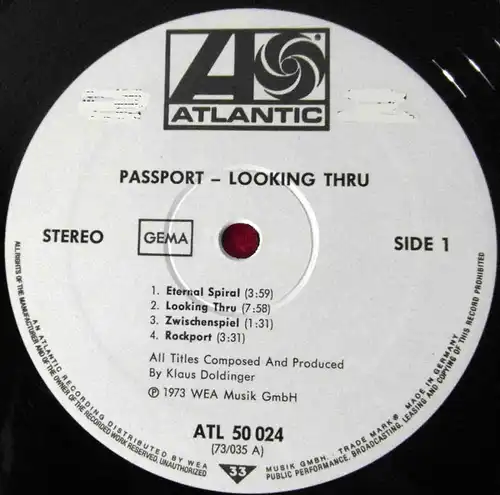 ATLANTIC
PASSPORT – LOOKING THRU
STEREO
GEMA
SIDE 1
1. Eternal Spiral (3:59)
2. Looking Thru (7:58)
3. Zwischenspiel (1:31)
4. Rockport (3:31)
All Titles Composed And Produced
By Klaus Doldinger
℗ 1973 WEA Musik GmbH
ATL 50 024
(73/035 A)
33
ALL RIGHTS OF THE MANUFACTURER AND OF THE OWNER OF THE RECORDED WORK RESERVED, UNAUTHORIZED PUBLIC PERFORMANCE, BROADCASTING, LEASING AND COPYING OF THIS RECORD PROHIBITED
AN ATLANTIC RECORDING DISTRIBUTED BY WEA MUSIK GMBH. TRADE MARK® MADE IN GERMANY